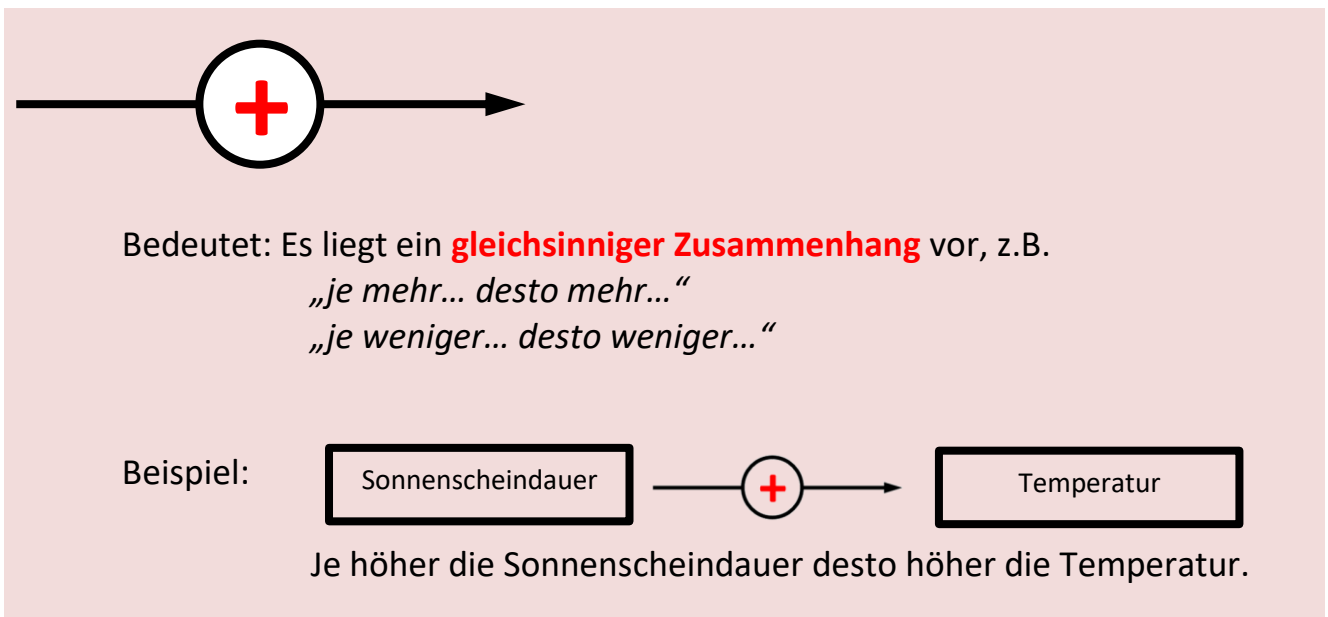 +
Bedeutet: Es liegt ein gleichsinniger Zusammenhang vor, z.B.
„je mehr… desto mehr…“
„je weniger… desto weniger…“
Beispiel: Sonnenscheindauer + Temperatur
Je höher die Sonnenscheindauer desto höher die Temperatur.